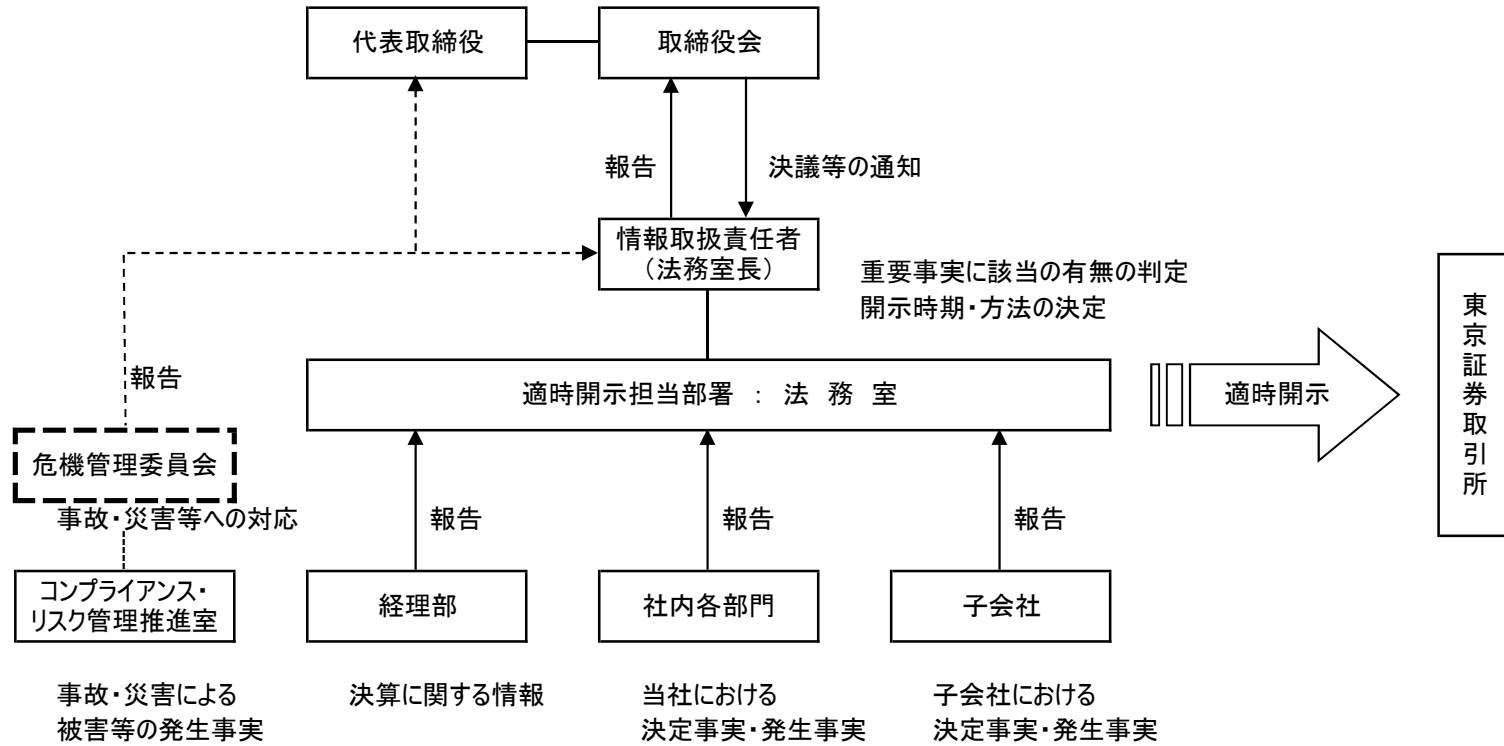 代表取締役
取締役会
報告
決議等の通知
情報取扱責任者
（法務室長）
重要事実に該当の有無の判定
開示時期・方法の決定
報告
適時開示担当部署 ： 法 務 室
適時開示
東京証券取引所
危機管理委員会
事故・災害等への対応
報告
報告
報告
コンプライアンス・
リスク管理推進室
経理部
社内各部門
子会社
事故・災害による
被害等の発生事実
決算に関する情報
当社における
決定事実・発生事実
子会社における
決定事実・発生事実